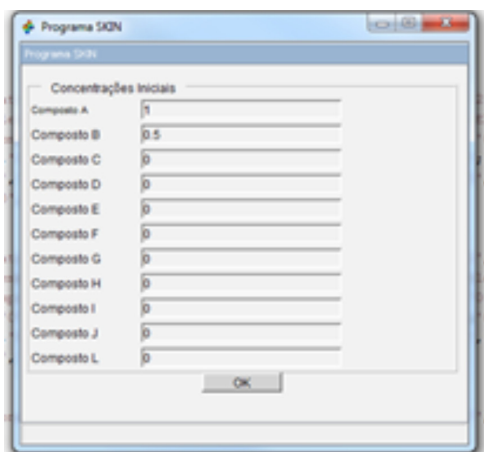 Programa SKIN
Programa SKIN
Concentrações Iniciais
Composto A 1
Composto B 0.5
Composto C 0
Composto D 0
Composto E 0
Composto F 0
Composto G 0
Composto H 0
Composto I 0
Composto J 0
Composto L 0
OK